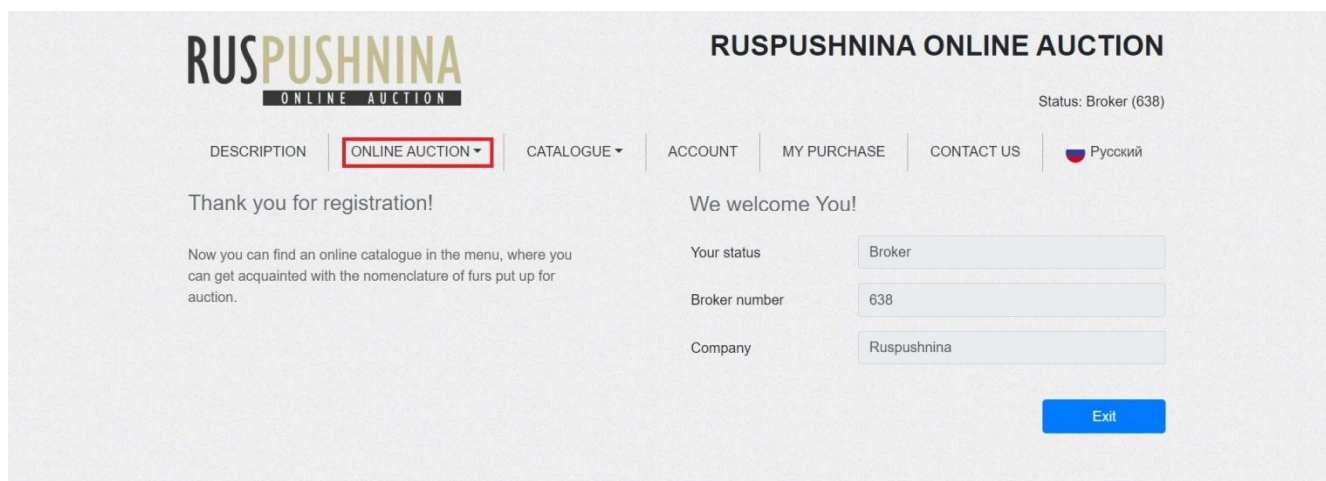 RUSPUSHNINA
ONLINE AUCTION
RUSPUSHNINA ONLINE AUCTION
Status: Broker (638)
DESCRIPTION ONLINE AUCTION CATALOGUE ACCOUNT MY PURCHASE CONTACT US Русский
Thank you for registration!
Now you can find an online catalogue in the menu, where you
can get acquainted with the nomenclature of furs put up for
auction.
We welcome You!
Your status Broker
Broker number 638
Company Ruspushnina
Exit